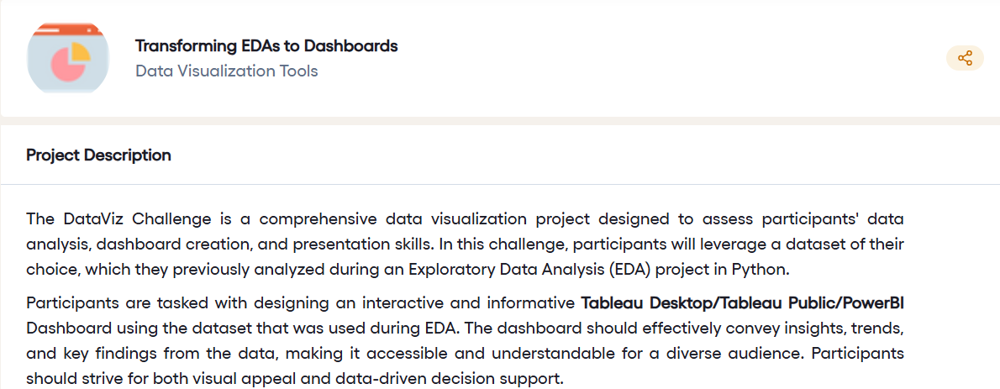 Transforming EDAs to Dashboards
Data Visualization Tools
Project Description
The DataViz Challenge is a comprehensive data visualization project designed to assess participants' data
analysis, dashboard creation, and presentation skills. In this challenge, participants will leverage a dataset of their
choice, which they previously analyzed during an Exploratory Data Analysis (EDA) project in Python.
Participants are tasked with designing an interactive and informative Tableau Desktop/Tableau Public/PowerBI
Dashboard using the dataset that was used during EDA. The dashboard should effectively convey insights, trends,
and key findings from the data, making it accessible and understandable for a diverse audience. Participants
should strive for both visual appeal and data-driven decision support.